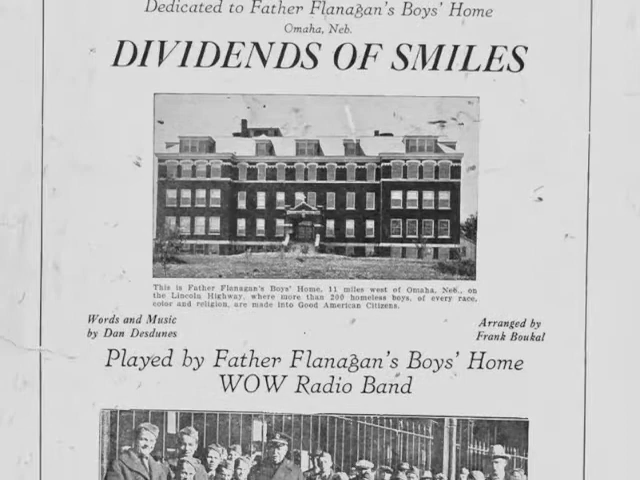 Dedicated to Father Flanagan's Boys' Home
Omaha, Neb.
DIVIDENDS OF SMILES
This is Father Flanagan's Boys' Home, 11 miles west of Omaha, Neb., on
the Lincoln Highway, where more than 200 homeless boys, of every race,
color and religion, are made into Good American Citizens.
Words and Music
by Dan Desdunes
Arranged by
Frank Boukal
Played by Father Flanagan's Boys' Home
WOW Radio Band